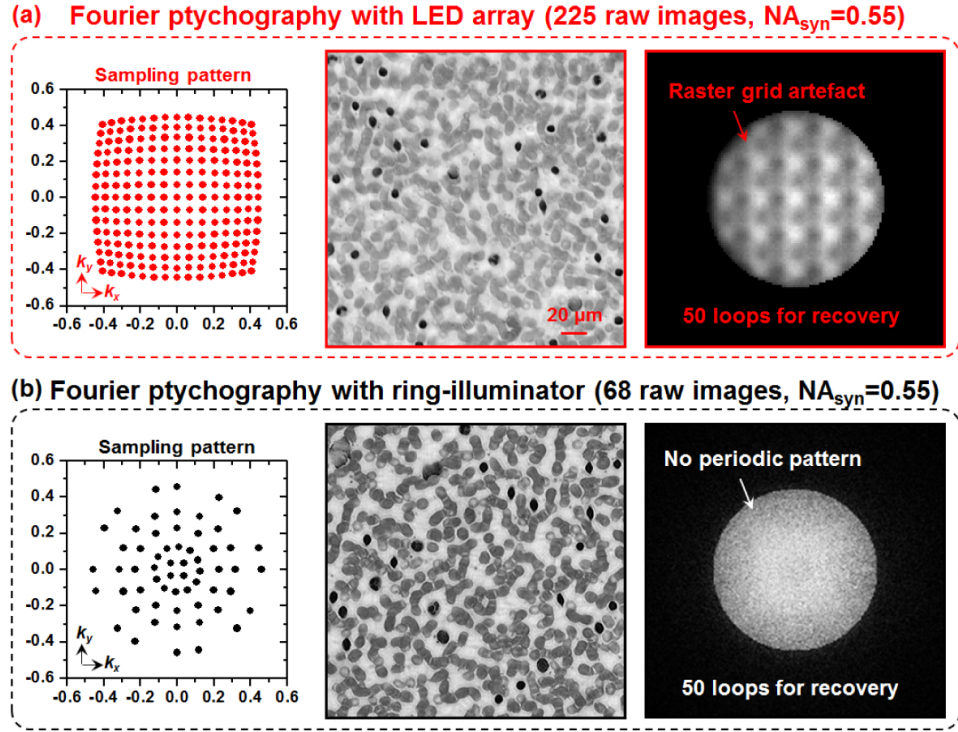 (a) Fourier ptychography with LED array (225 raw images, NAsyn=0.55)
Sampling pattern
0.6
0.4
0.2
0.0
-0.2
-0.4
-0.6
ky
kx
-0.6 -0.4 -0.2 0.0 0.2 0.4 0.6
20 μm
Raster grid artefact
50 loops for recovery
(b) Fourier ptychography with ring-illuminator (68 raw images, NAsyn=0.55)
Sampling pattern
0.6
0.4
0.2
0.0
-0.2
-0.4
-0.6
ky
kx
-0.6 -0.4 -0.2 0.0 0.2 0.4 0.6
No periodic pattern
50 loops for recovery